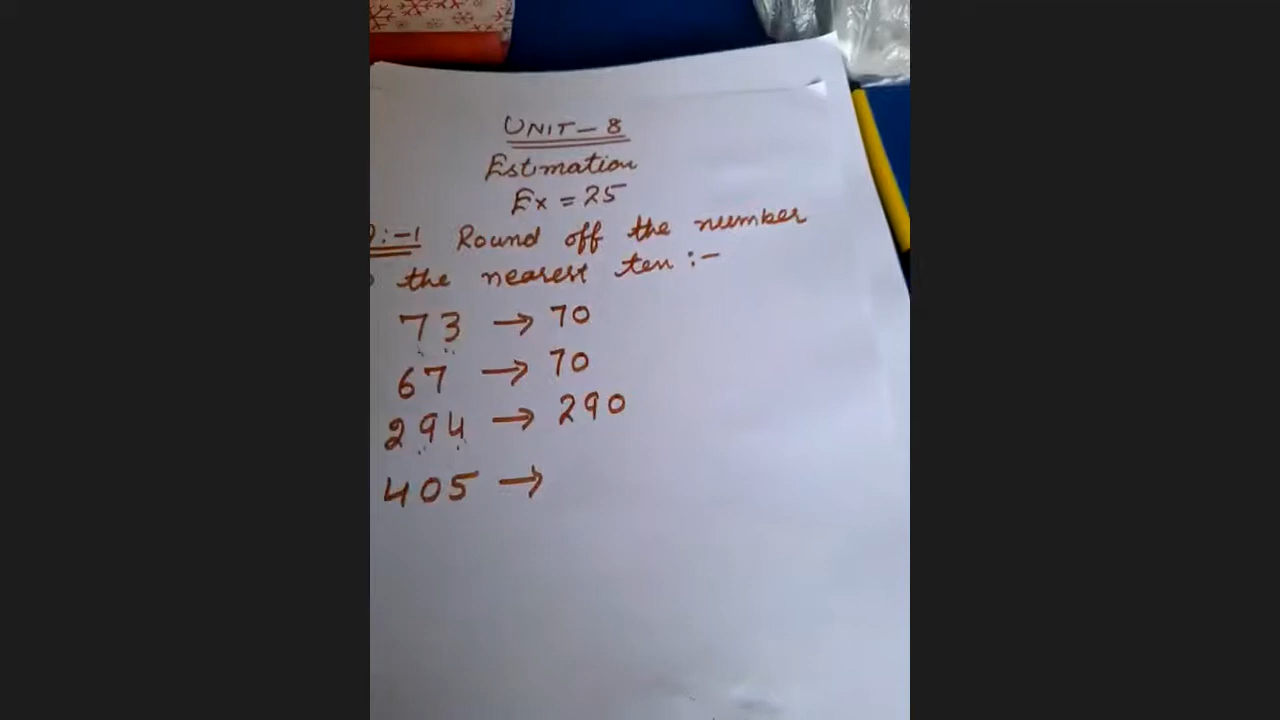 UNIT - 8
Estimation
Ex = 25
:-1 Round off the number
the nearest ten :-
73 → 70
67 → 70
294 → 290
405 →